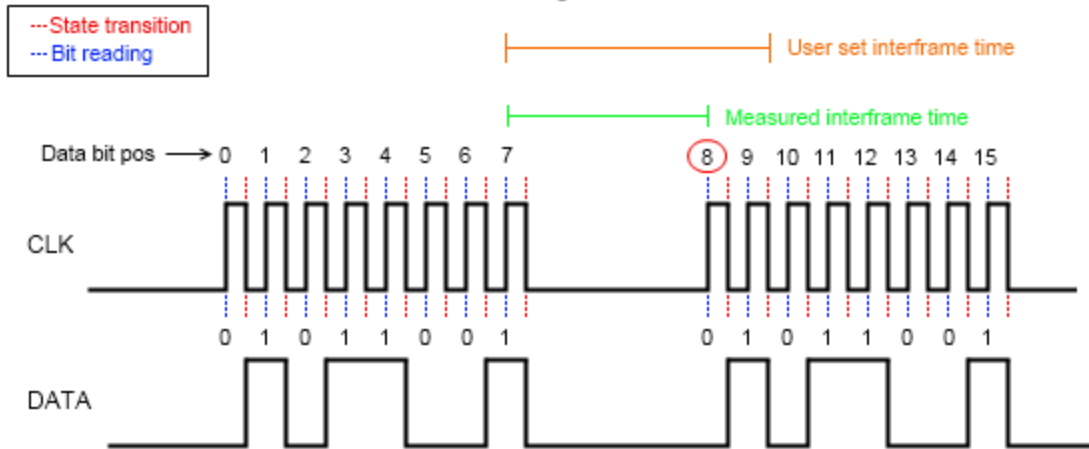 ---State transition
---Bit reading
User set interframe time
Measured interframe time
Data bit pos 0 1 2 3 4 5 6 7 8 9 10 11 12 13 14 15
CLK
0 1 0 1 1 0 0 1 0 1 0 1 1 0 0 1
DATA